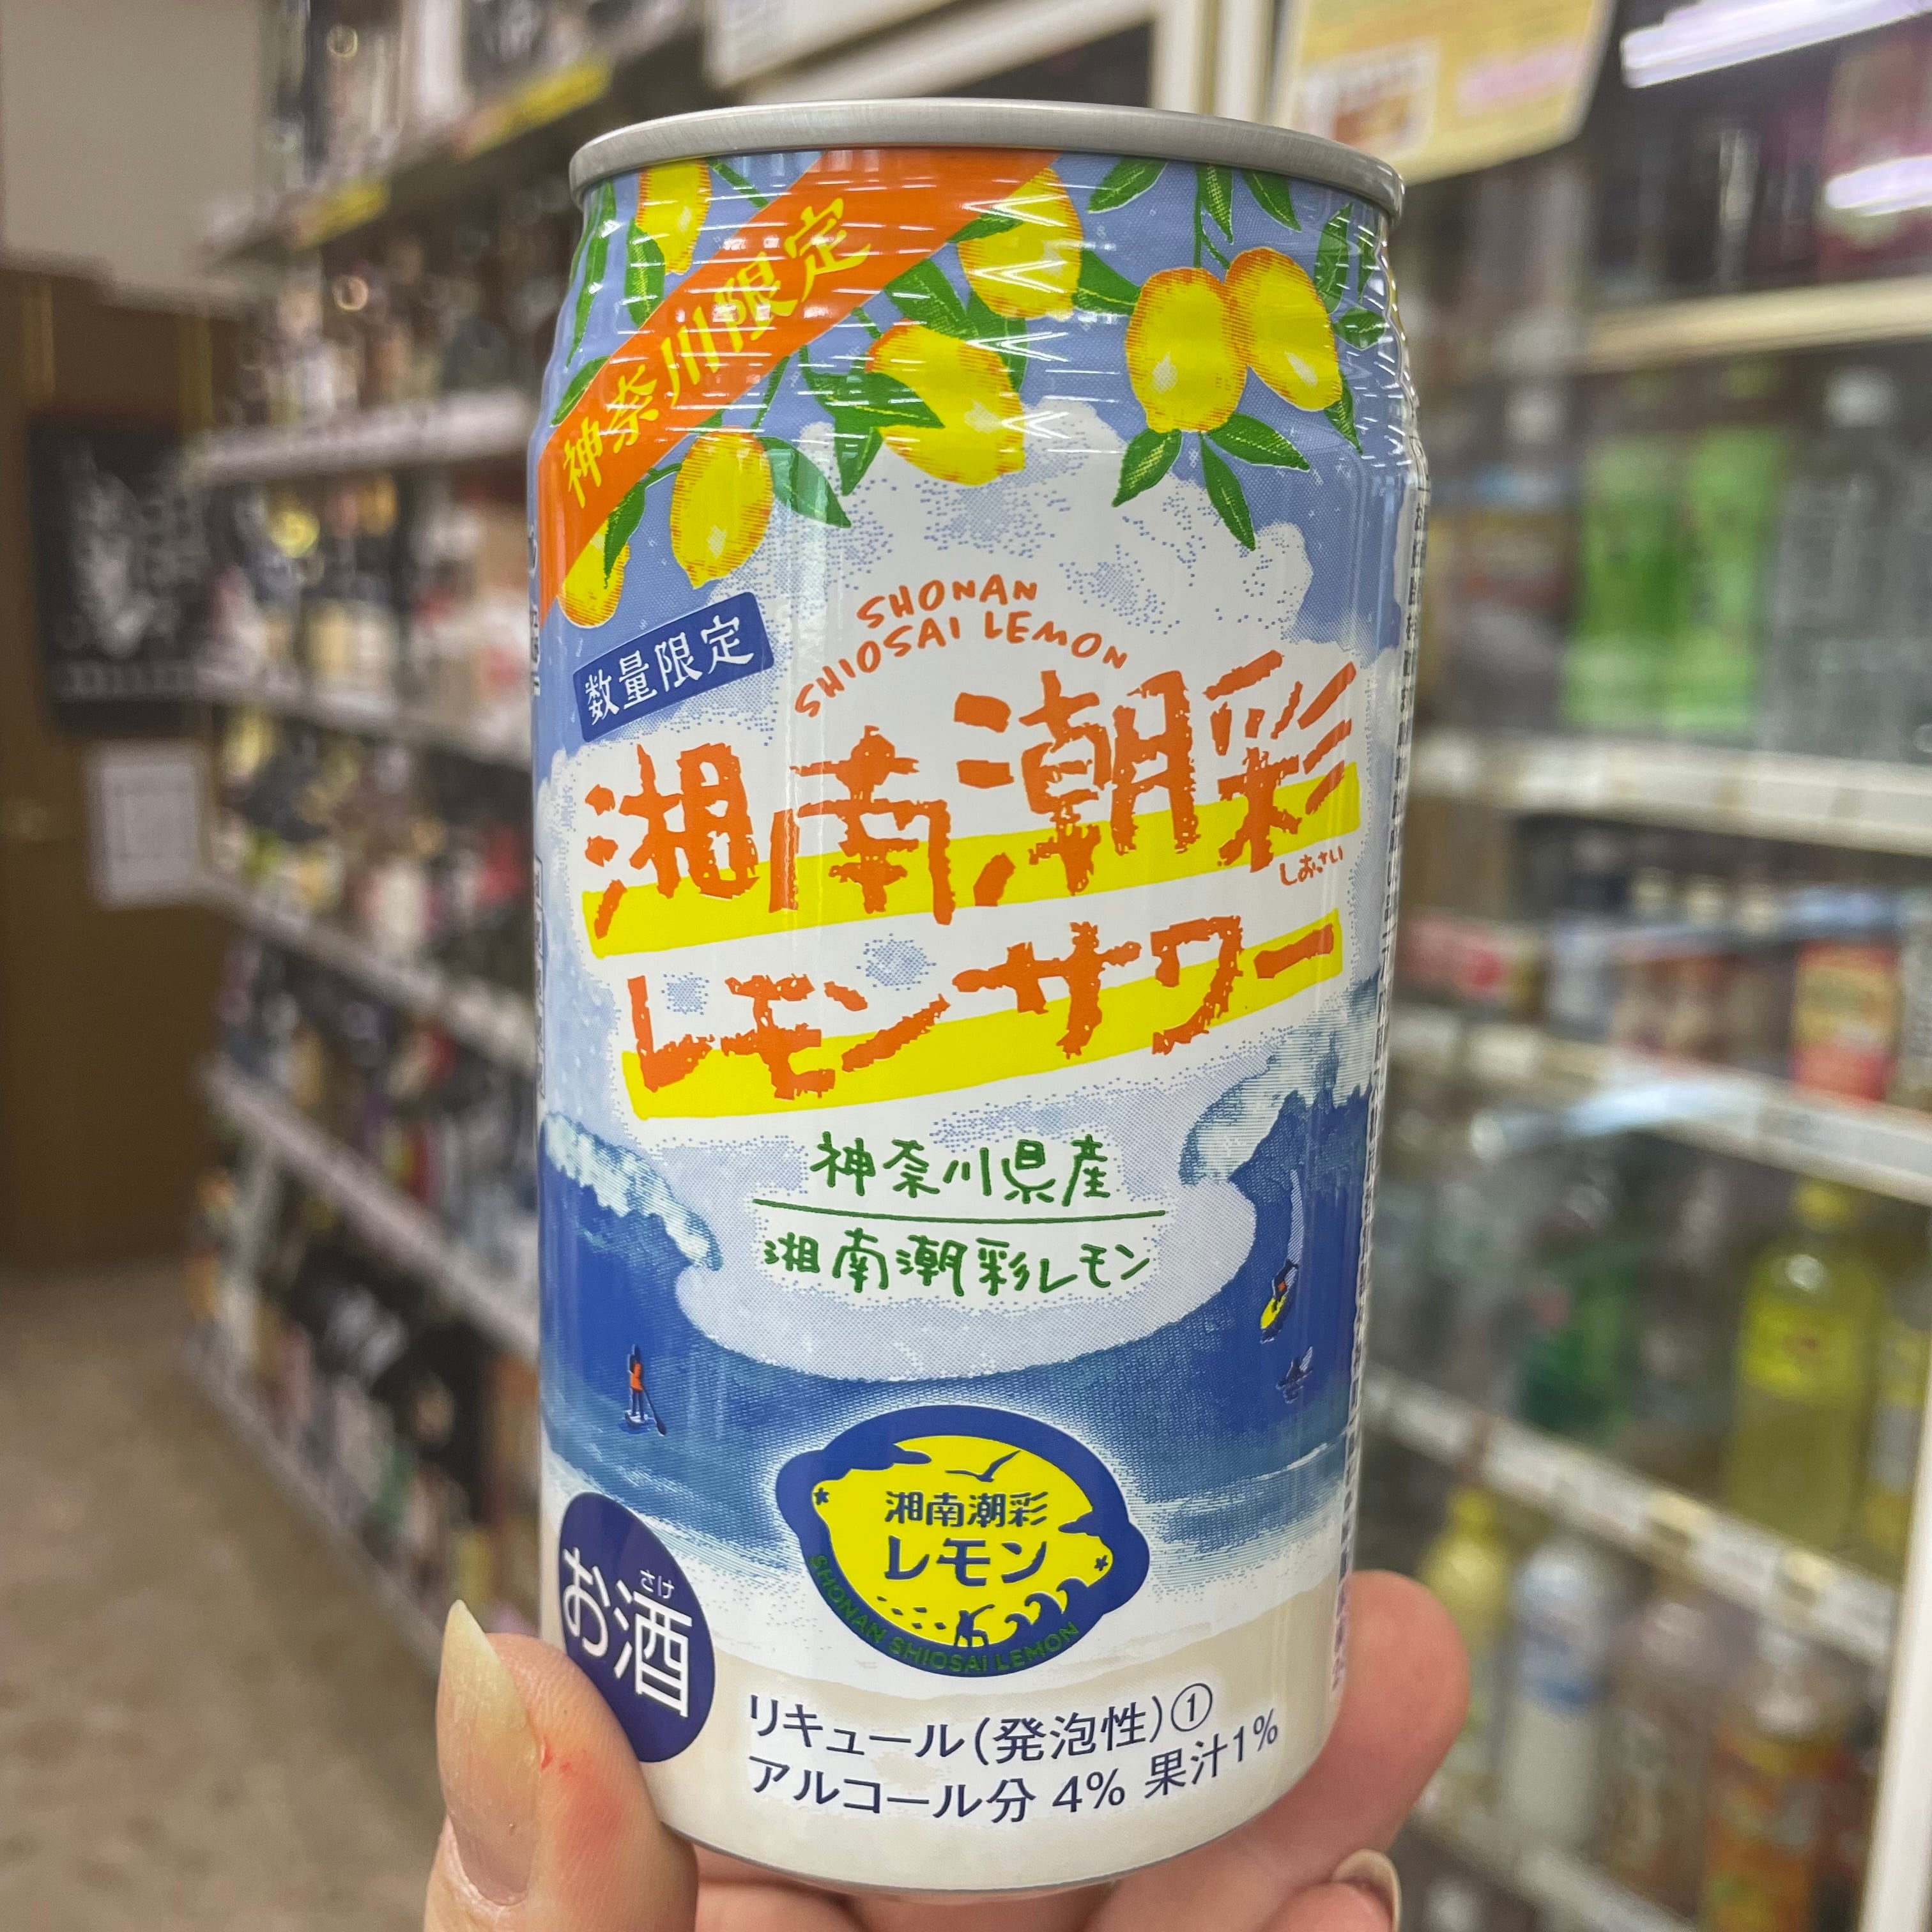 神奈川限定
数量限定
SHONAN
SHIOSAI LEMON
湘南潮彩
しおさい
レモンサワー
神奈川県産
湘南潮彩レモン
湘南潮彩
レモン
SHONAN SHIOSAI LEMON
さけ
お酒
リキュール(発泡性)①
アルコール分 4% 果汁1%